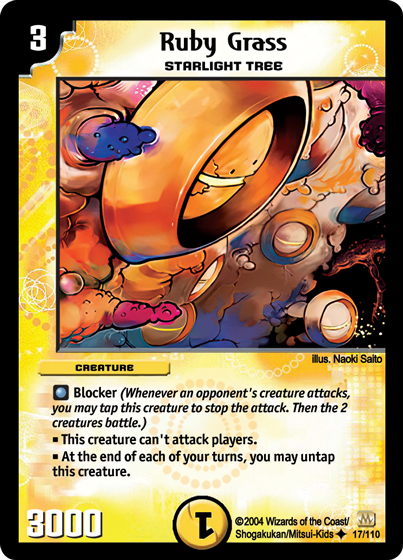 3
Ruby Grass
STARLIGHT TREE
illus. Naoki Saito
CREATURE
Blocker (Whenever an opponent's creature attacks,
you may tap this creature to stop the attack. Then the 2
creatures battle.)
▪ This creature can't attack players.
▪ At the end of each of your turns, you may untap
this creature.
3000
1
©2004 Wizards of the Coast/
Shogakukan/Mitsui-Kids ✦ 17/110